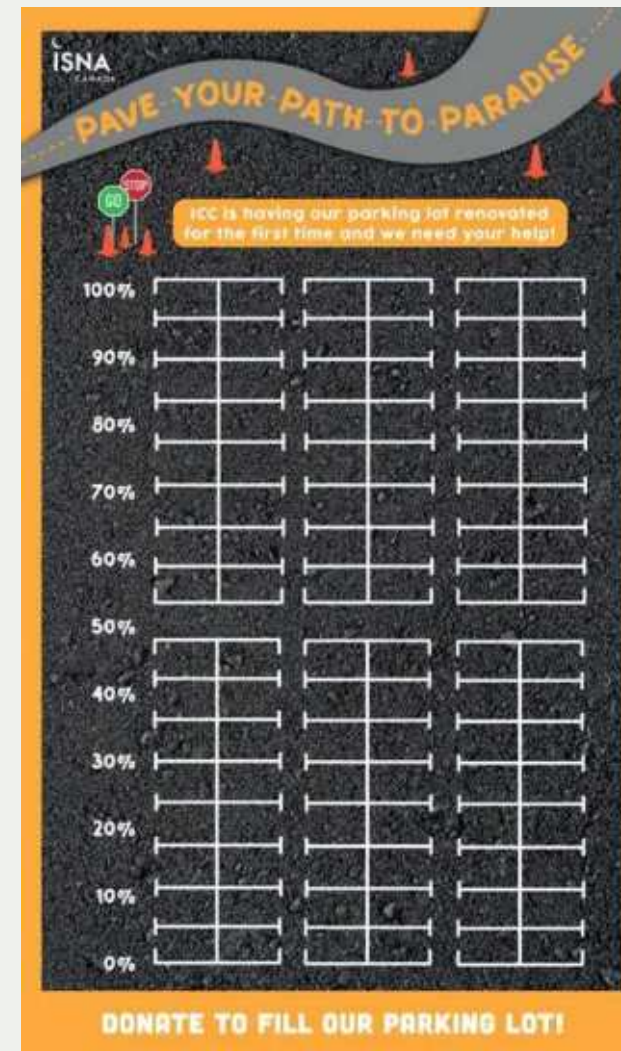 ISNA
CANADA
PAVE YOUR PATH TO PARADISE
GO
STOP
ICC is having our parking lot renovated
for the first time and we need your help!
100%
90%
80%
70%
60%
50%
40%
30%
20%
10%
0%
DONATE TO FILL OUR PARKING LOT!